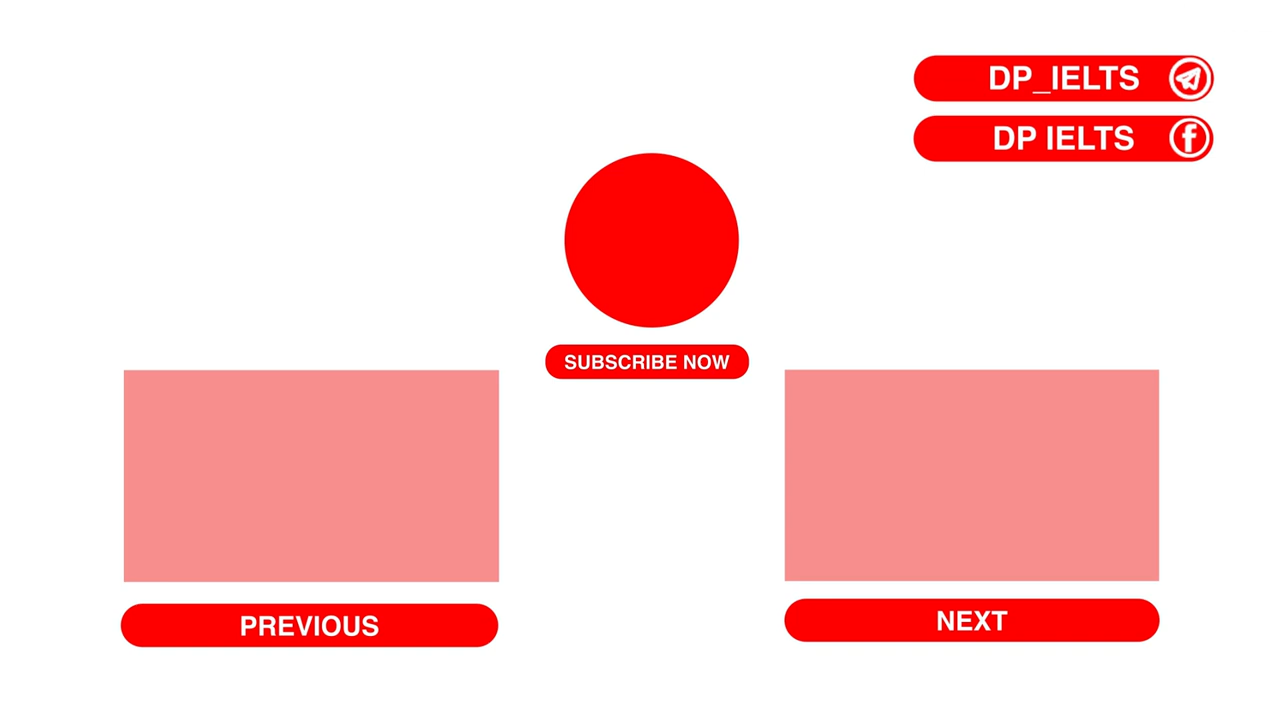 DP_IELTS
DP IELTS
SUBSCRIBE NOW
PREVIOUS
NEXT